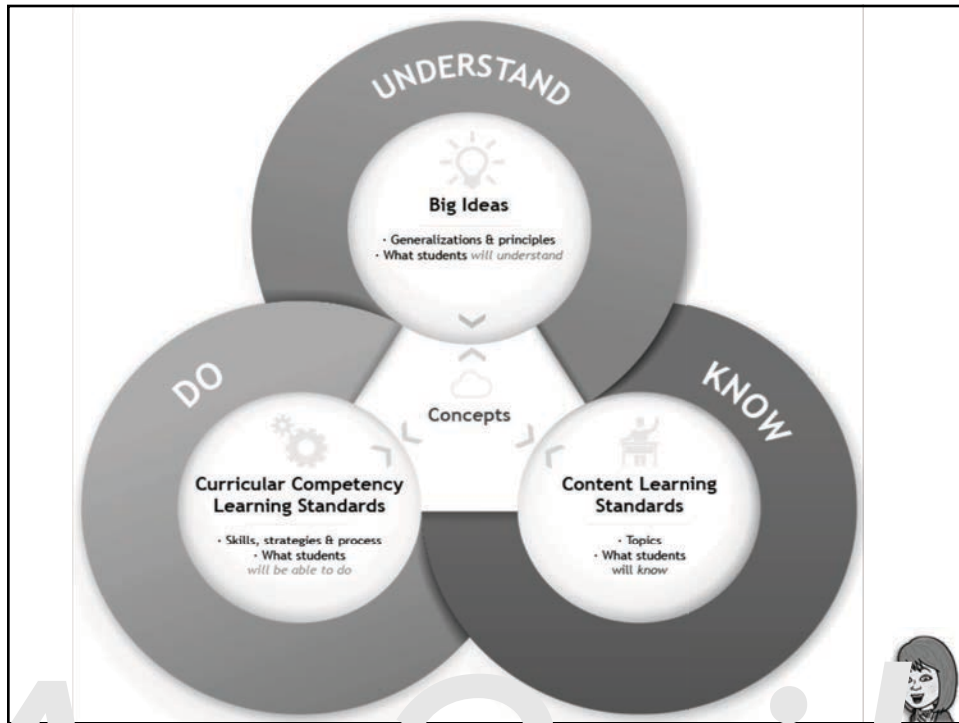 UNDERSTAND
Big Ideas
· Generalizations & principles
· What students will understand
DO
KNOW
Concepts
Curricular Competency
Learning Standards
· Skills, strategies & process
· What students
will be able to do
Content Learning
Standards
· Topics
· What students
will know